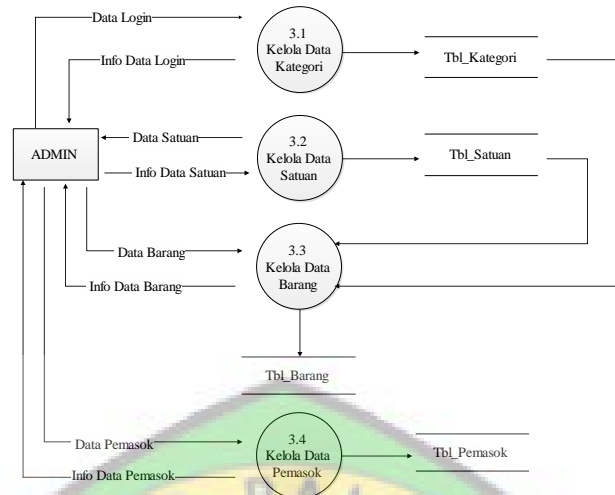 Data Login
3.1
Kelola Data
Kategori
Info Data Login
Tbl_Kategori
ADMIN
Data Satuan
3.2
Kelola Data
Satuan
Tbl_Satuan
Info Data Satuan
Data Barang
3.3
Kelola Data
Barang
Info Data Barang
Tbl_Barang
Data Pemasok
3.4
Kelola Data
Pemasok
Tbl_Pemasok
Info Data Pemasok